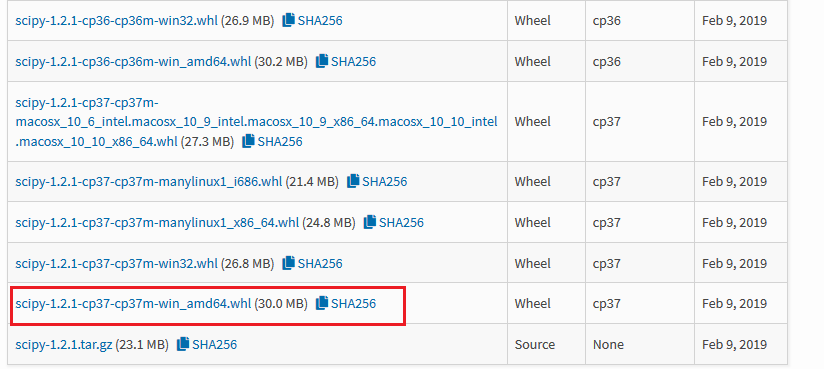 scipy-1.2.1-cp36-cp36m-win32.whl (26.9 MB) SHA256 Wheel cp36 Feb 9, 2019
scipy-1.2.1-cp36-cp36m-win_amd64.whl (30.2 MB) SHA256 Wheel cp36 Feb 9, 2019
scipy-1.2.1-cp37-cp37m-
macosx_10_6_intel.macosx_10_9_intel.macosx_10_9_x86_64.macosx_10_10_intel Wheel cp37 Feb 9, 2019
.macosx_10_10_x86_64.whl (27.3 MB) SHA256
scipy-1.2.1-cp37-cp37m-manylinux1_i686.whl (21.4 MB) SHA256 Wheel cp37 Feb 9, 2019
scipy-1.2.1-cp37-cp37m-manylinux1_x86_64.whl (24.8 MB) SHA256 Wheel cp37 Feb 9, 2019
scipy-1.2.1-cp37-cp37m-win32.whl (26.8 MB) SHA256 Wheel cp37 Feb 9, 2019
scipy-1.2.1-cp37-cp37m-win_amd64.whl (30.0 MB) SHA256 Wheel cp37 Feb 9, 2019
scipy-1.2.1.tar.gz (23.1 MB) SHA256 Source None Feb 9, 2019